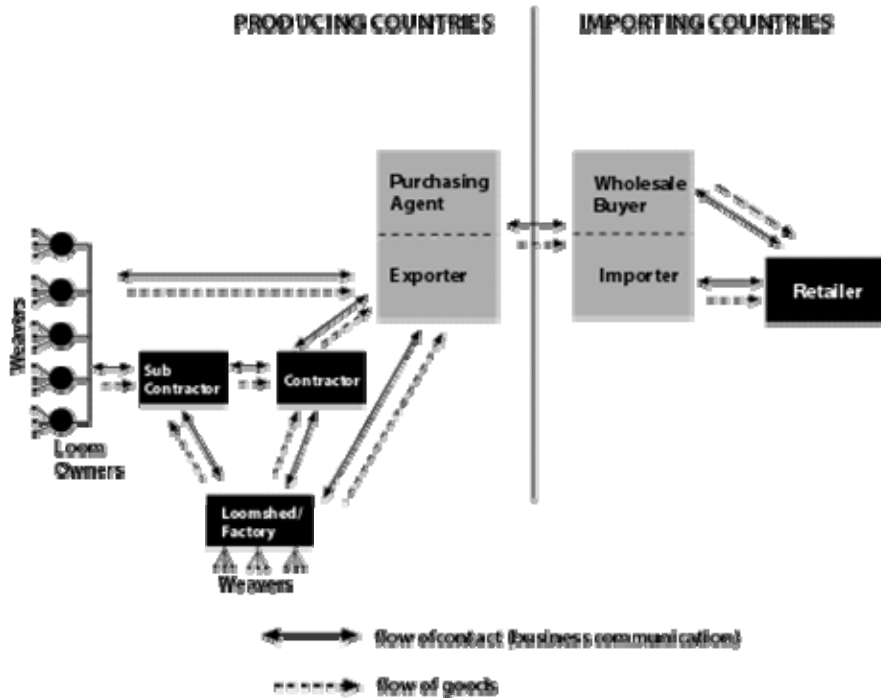 PRODUCING COUNTRIES
IMPORTING COUNTRIES
Purchasing
Agent
Exporter
Wholesale
Buyer
Importer
Retailer
Weavers
Sub
Contractor
Contractor
Loom
Owners
Loomshed/
Factory
Weavers
flow of contact (business communication)
flow of goods